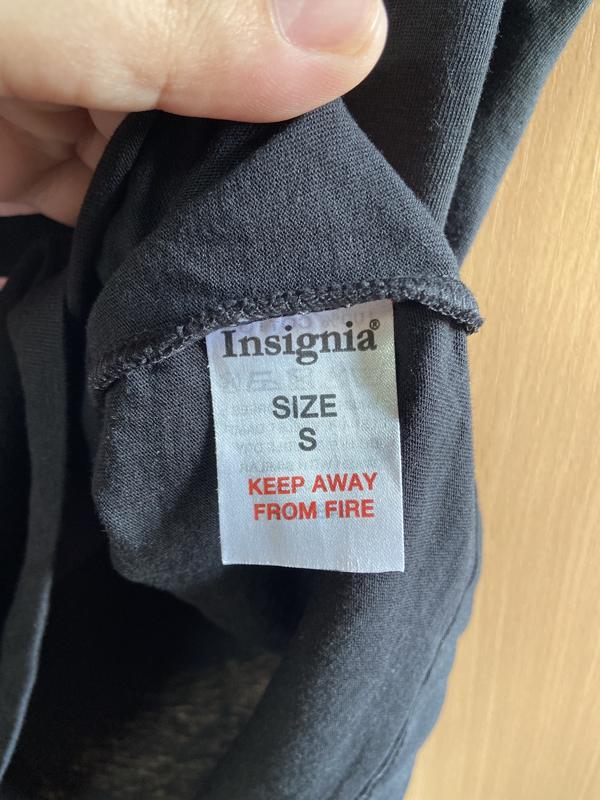 Insignia®
SIZE
S
KEEP AWAY
FROM FIRE